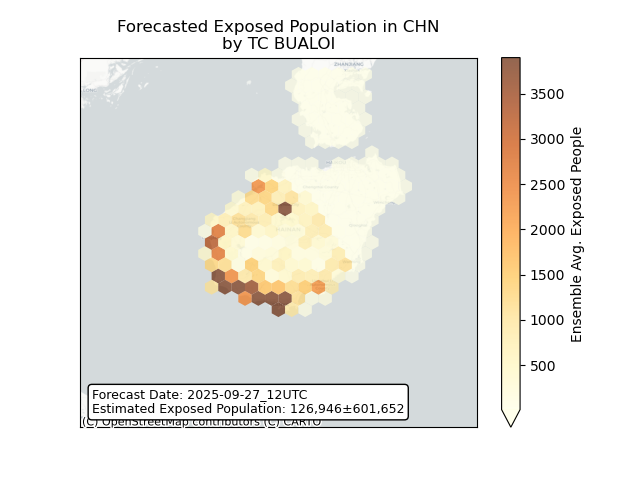 Forecasted Exposed Population in CHN
by TC BUALOI
ZHANJIANG
3500
3000
2500
2000
1500
1000
500
Ensemble Avg. Exposed People
Forecast Date: 2025-09-27_12UTC
Estimated Exposed Population: 126,946±601,652
(C) OpenStreetMap contributors (C) CARTO